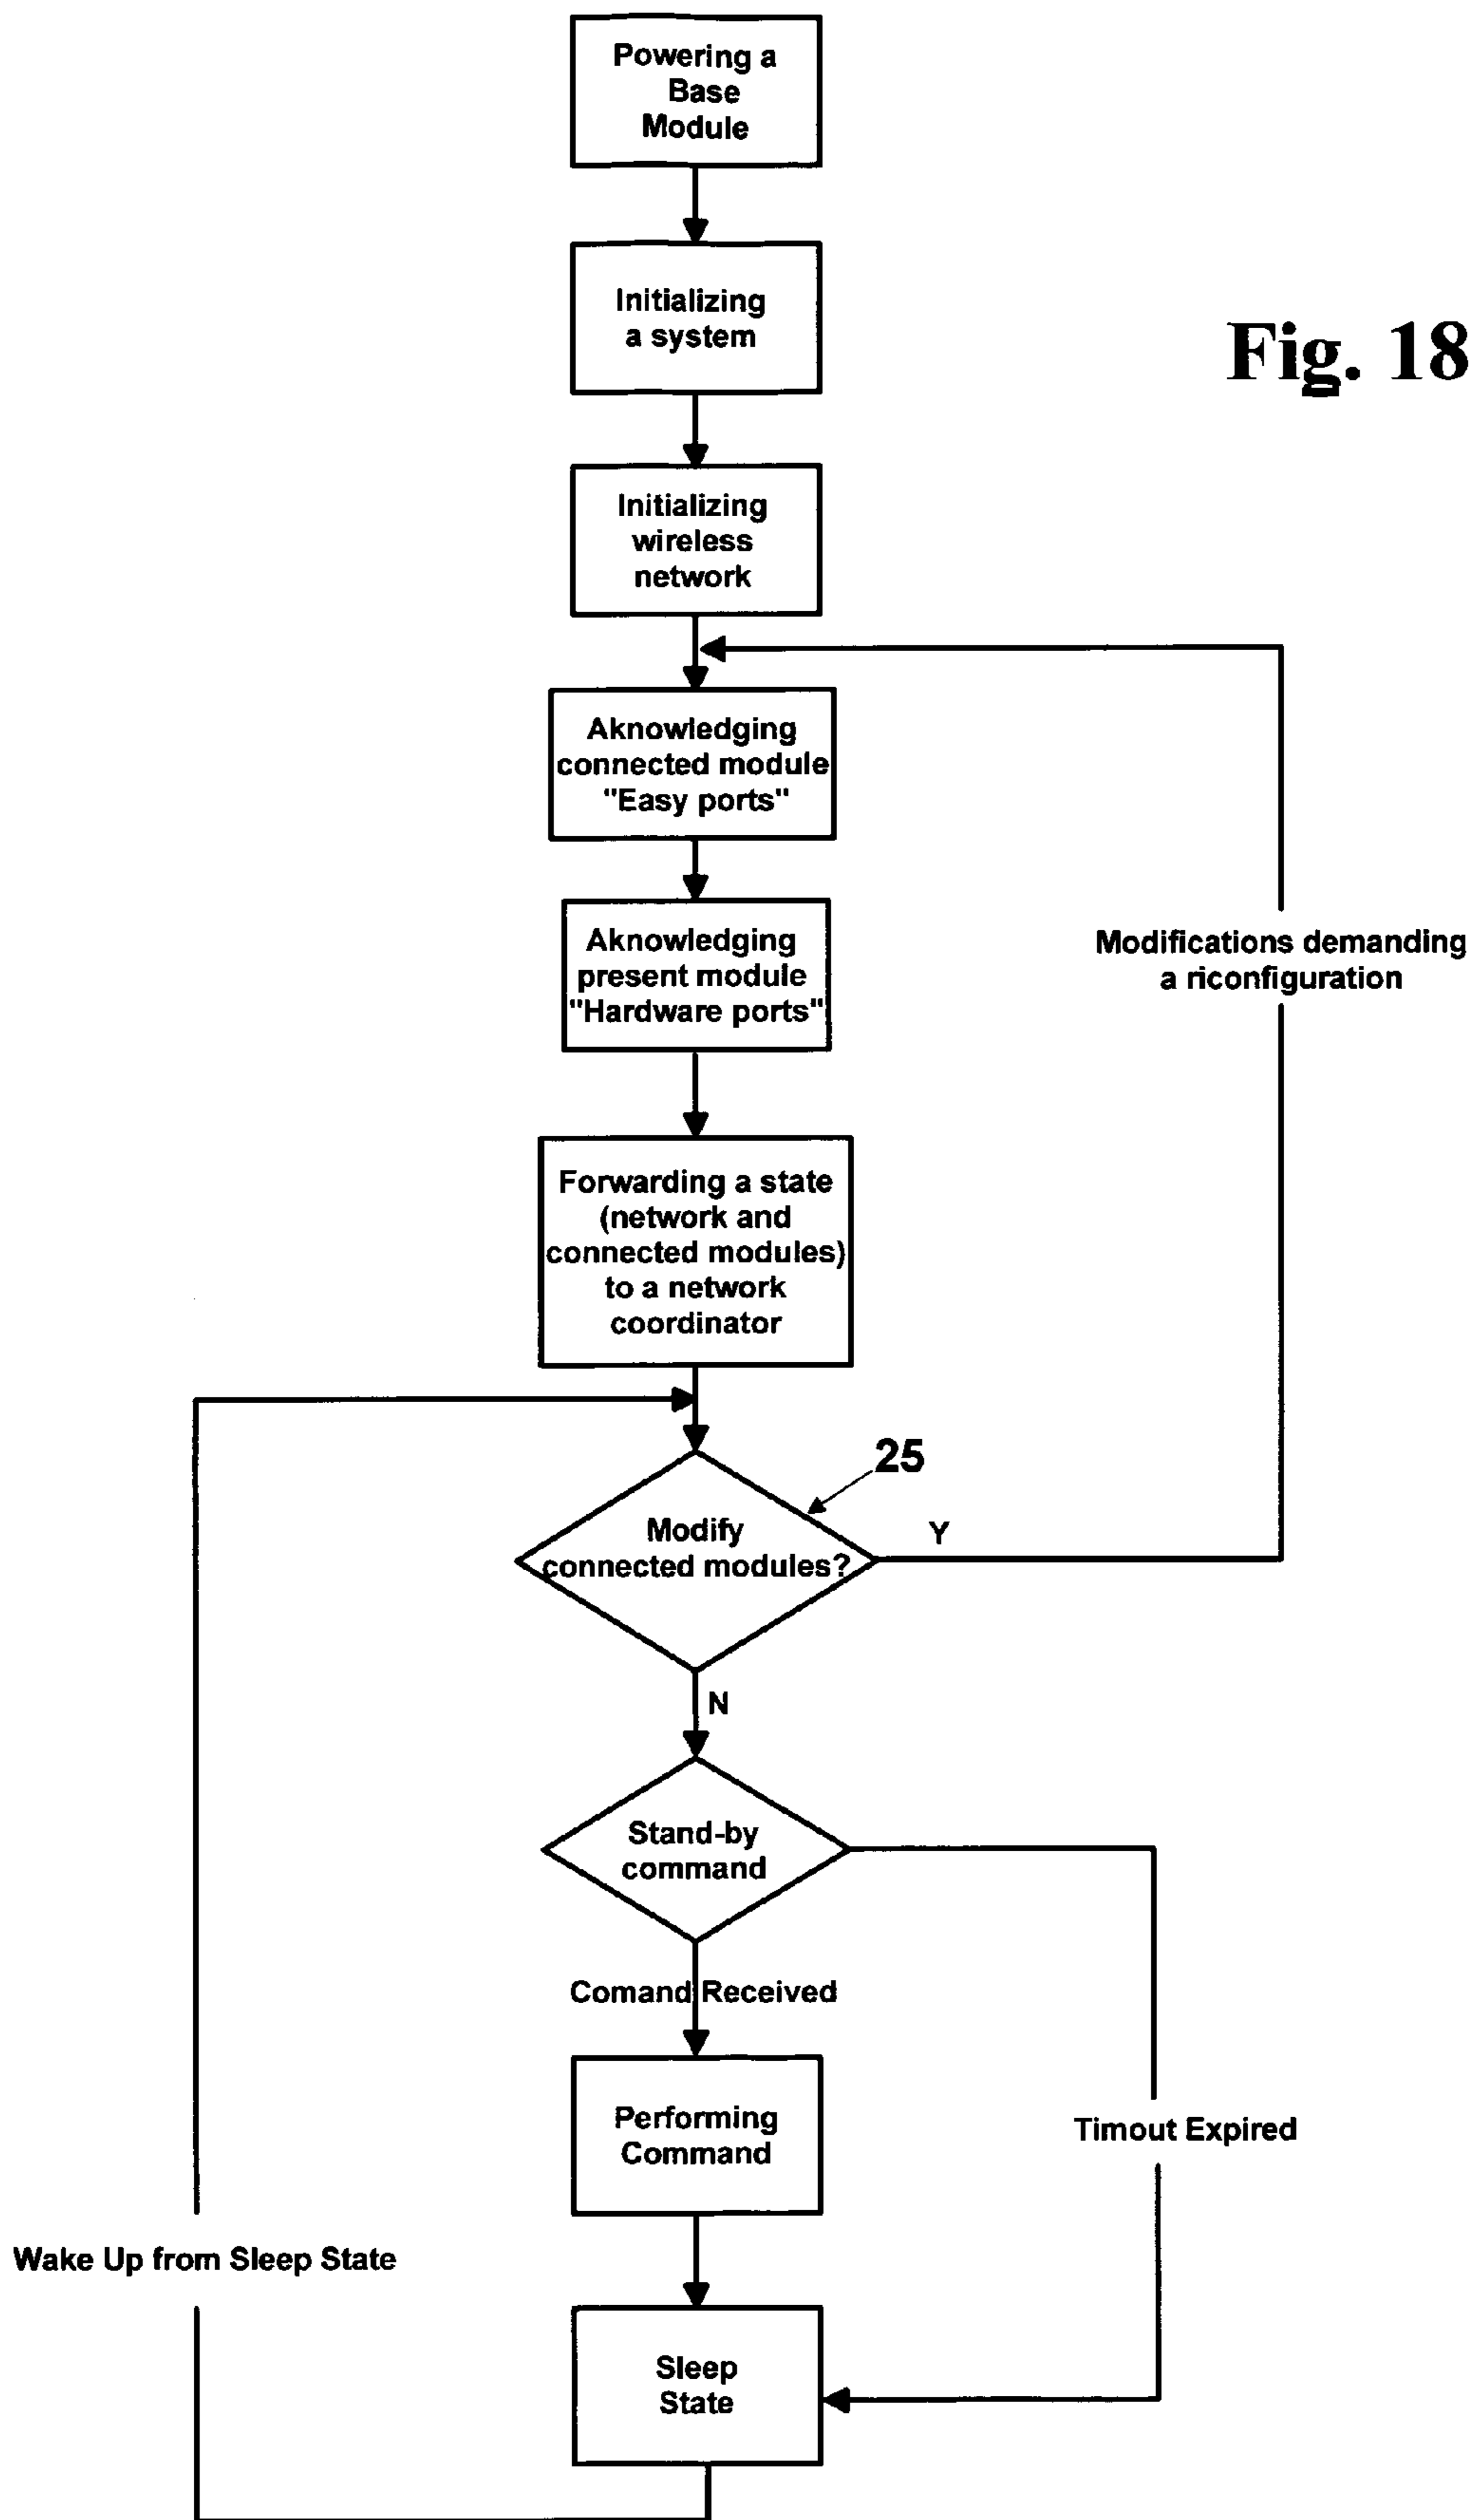 Powering a
Base
Module
Initializing
a system
Fig. 18
Initializing
wireless
network
Aknowledging
connected module
"Easy ports"
Aknowledging
present module
"Hardware ports"
Modifications demanding
a riconfiguration
Forwarding a state
(network and
connected modules)
to a network
coordinator
25
Modify
connected modules?
Y
N
Stand-by
command
Comand Received
Performing
Command
Timout Expired
Wake Up from Sleep State
Sleep
State